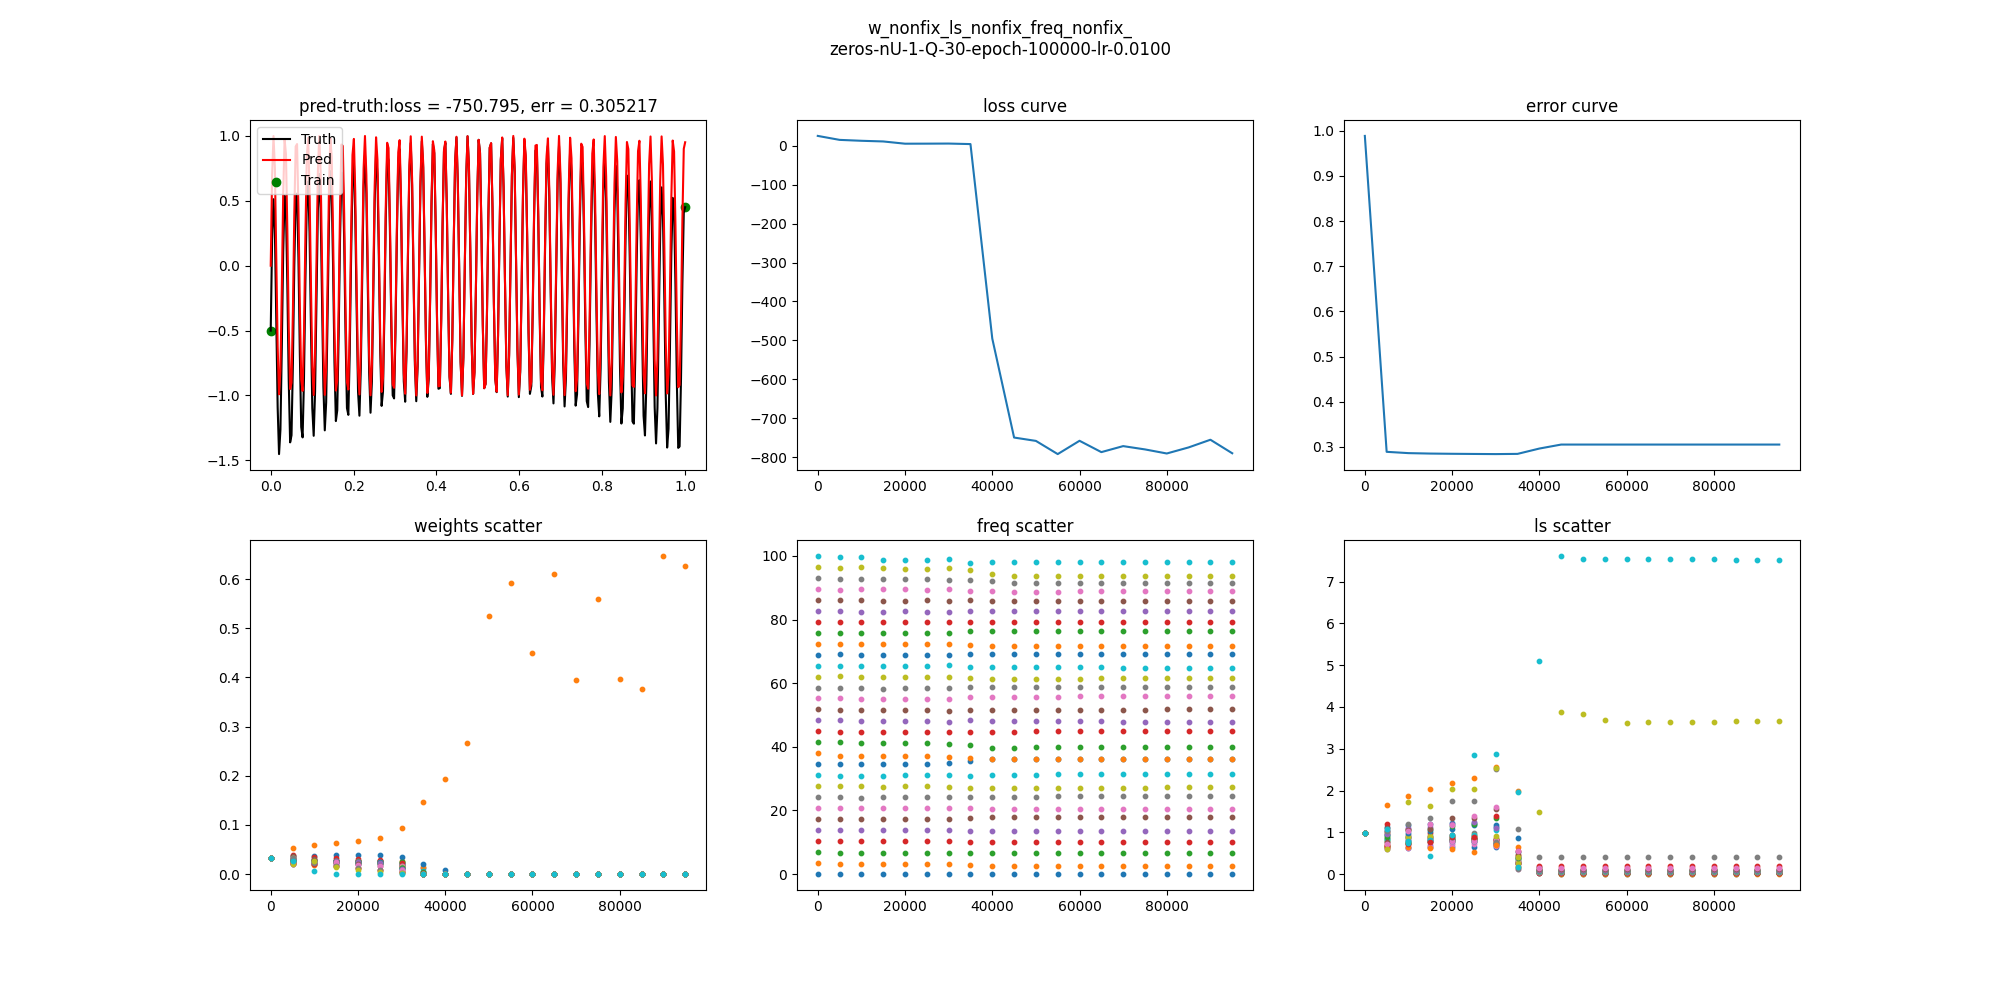 w_nonfix_ls_nonfix_freq_nonfix_
zeros-nU-1-Q-30-epoch-100000-lr-0.0100
pred-truth:loss = -750.795, err = 0.305217
Truth
Pred
Train
1.0
0.5
0.0
−0.5
−1.0
−1.5
0.0 0.2 0.4 0.6 0.8 1.0
loss curve
0
−100
−200
−300
−400
−500
−600
−700
−800
0 20000 40000 60000 80000
error curve
1.0
0.9
0.8
0.7
0.6
0.5
0.4
0.3
0 20000 40000 60000 80000
weights scatter
0.6
0.5
0.4
0.3
0.2
0.1
0.0
0 20000 40000 60000 80000
freq scatter
100
80
60
40
20
0
0 20000 40000 60000 80000
ls scatter
7
6
5
4
3
2
1
0
0 20000 40000 60000 80000